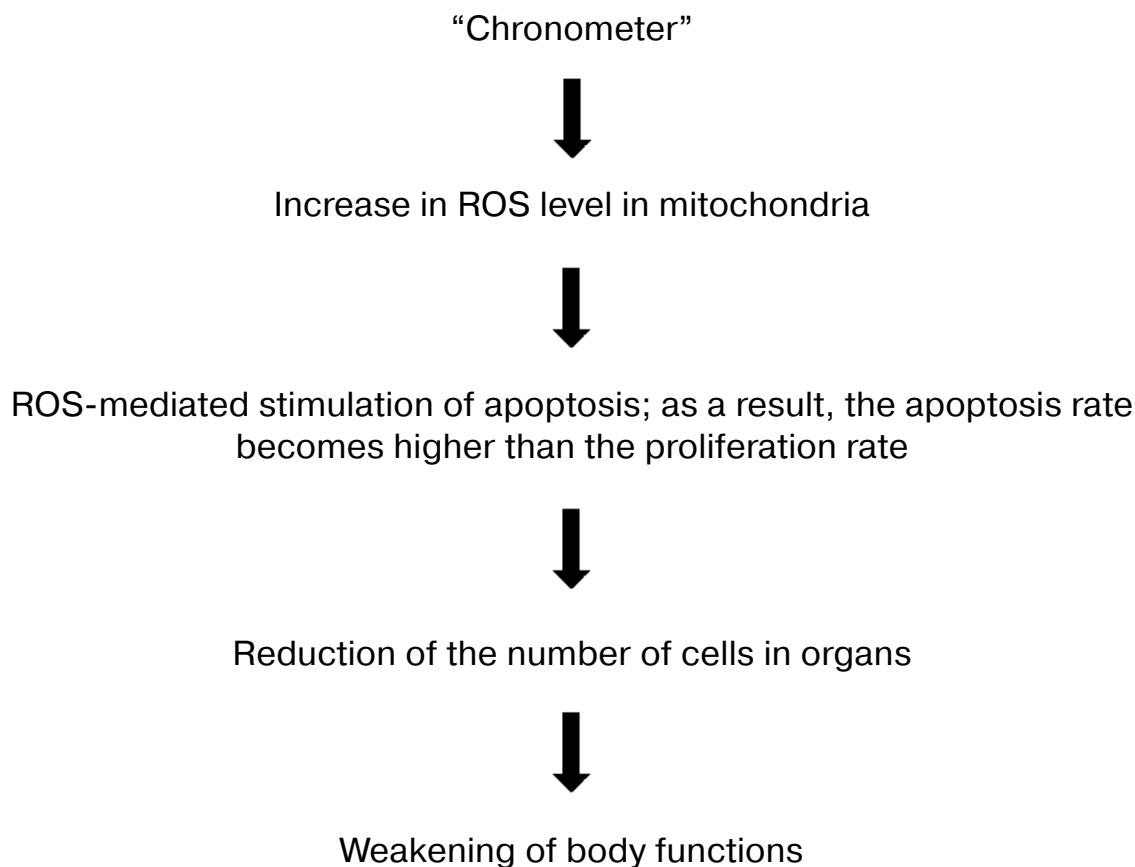 “Chronometer”
Increase in ROS level in mitochondria
ROS-mediated stimulation of apoptosis; as a result, the apoptosis rate
becomes higher than the proliferation rate
Reduction of the number of cells in organs
Weakening of body functions